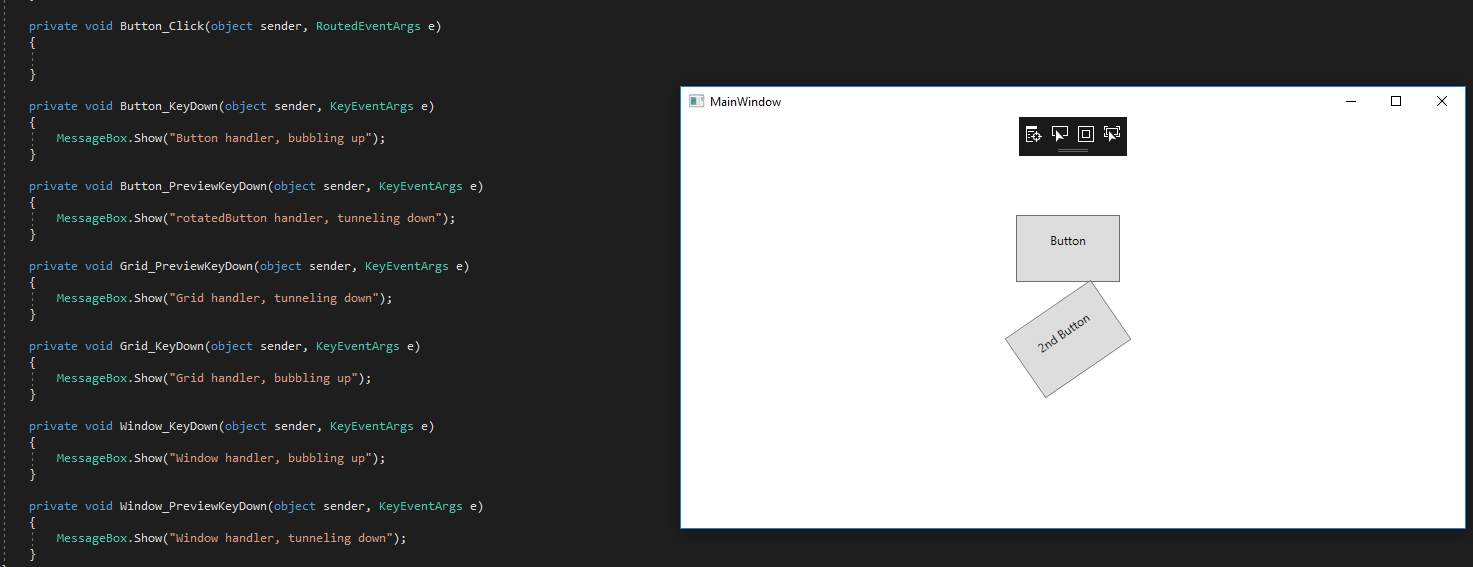 private void Button_Click(object sender, RoutedEventArgs e)
{
}
private void Button_KeyDown(object sender, KeyEventArgs e)
{
MessageBox.Show("Button handler, bubbling up");
}
private void Button_PreviewKeyDown(object sender, KeyEventArgs e)
{
MessageBox.Show("rotatedButton handler, tunneling down");
}
private void Grid_PreviewKeyDown(object sender, KeyEventArgs e)
{
MessageBox.Show("Grid handler, tunneling down");
}
private void Grid_KeyDown(object sender, KeyEventArgs e)
{
MessageBox.Show("Grid handler, bubbling up");
}
private void Window_KeyDown(object sender, KeyEventArgs e)
{
MessageBox.Show("Window handler, bubbling up");
}
private void Window_PreviewKeyDown(object sender, KeyEventArgs e)
{
MessageBox.Show("Window handler, tunneling down");
}
MainWindow
Button
2nd Button